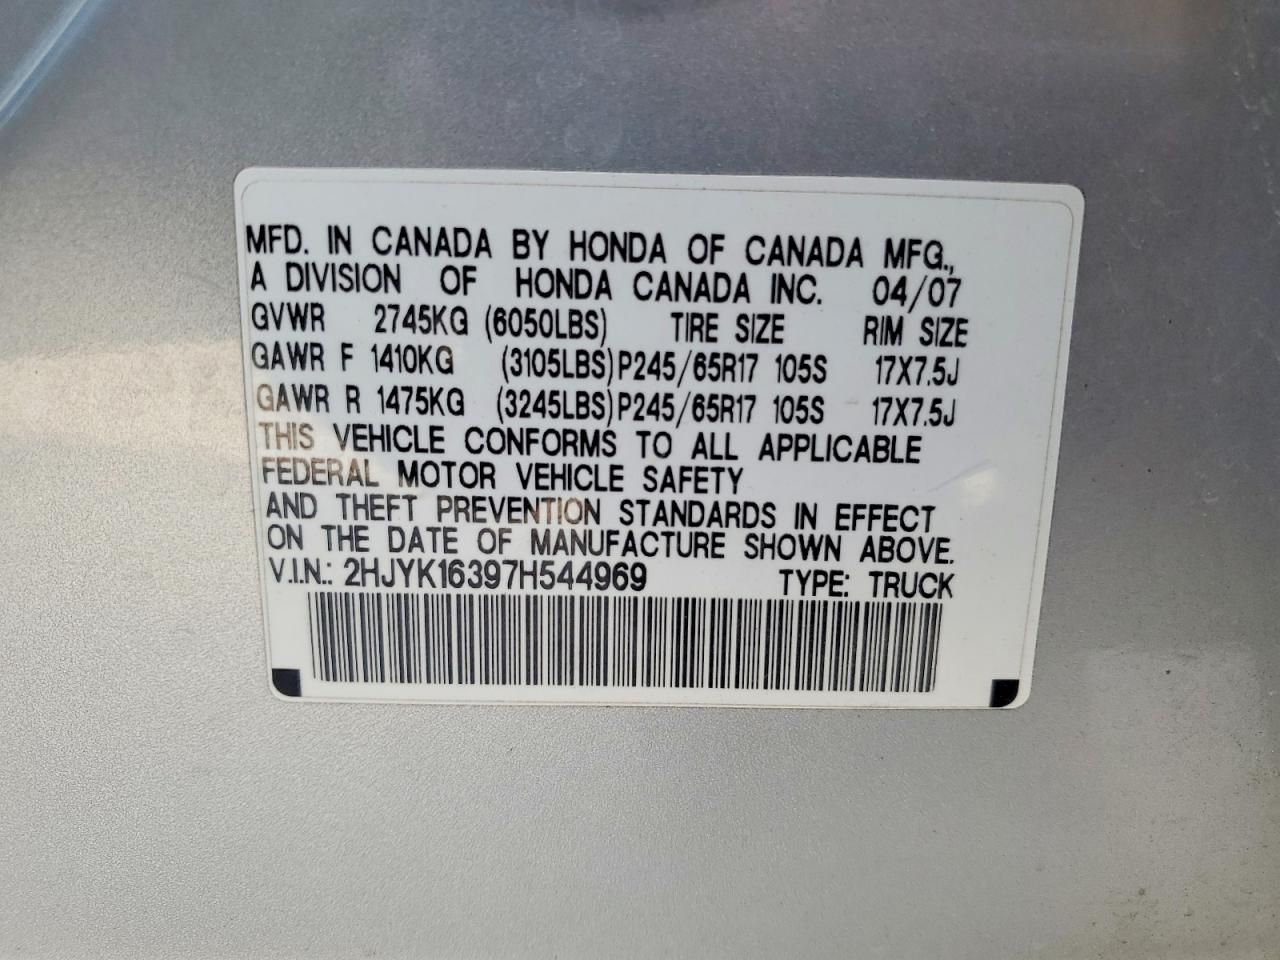 MFD. IN CANADA BY HONDA OF CANADA MFG.,
A DIVISION OF HONDA CANADA INC. 04/07
GVWR 2745KG (6050LBS) TIRE SIZE RIM SIZE
GAWR F 1410KG (3105LBS) P245/65R17 105S 17X7.5J
GAWR R 1475KG (3245LBS) P245/65R17 105S 17X7.5J
THIS VEHICLE CONFORMS TO ALL APPLICABLE
FEDERAL MOTOR VEHICLE SAFETY
AND THEFT PREVENTION STANDARDS IN EFFECT
ON THE DATE OF MANUFACTURE SHOWN ABOVE.
V.I.N.: 2HJYK16397H544969 TYPE: TRUCK